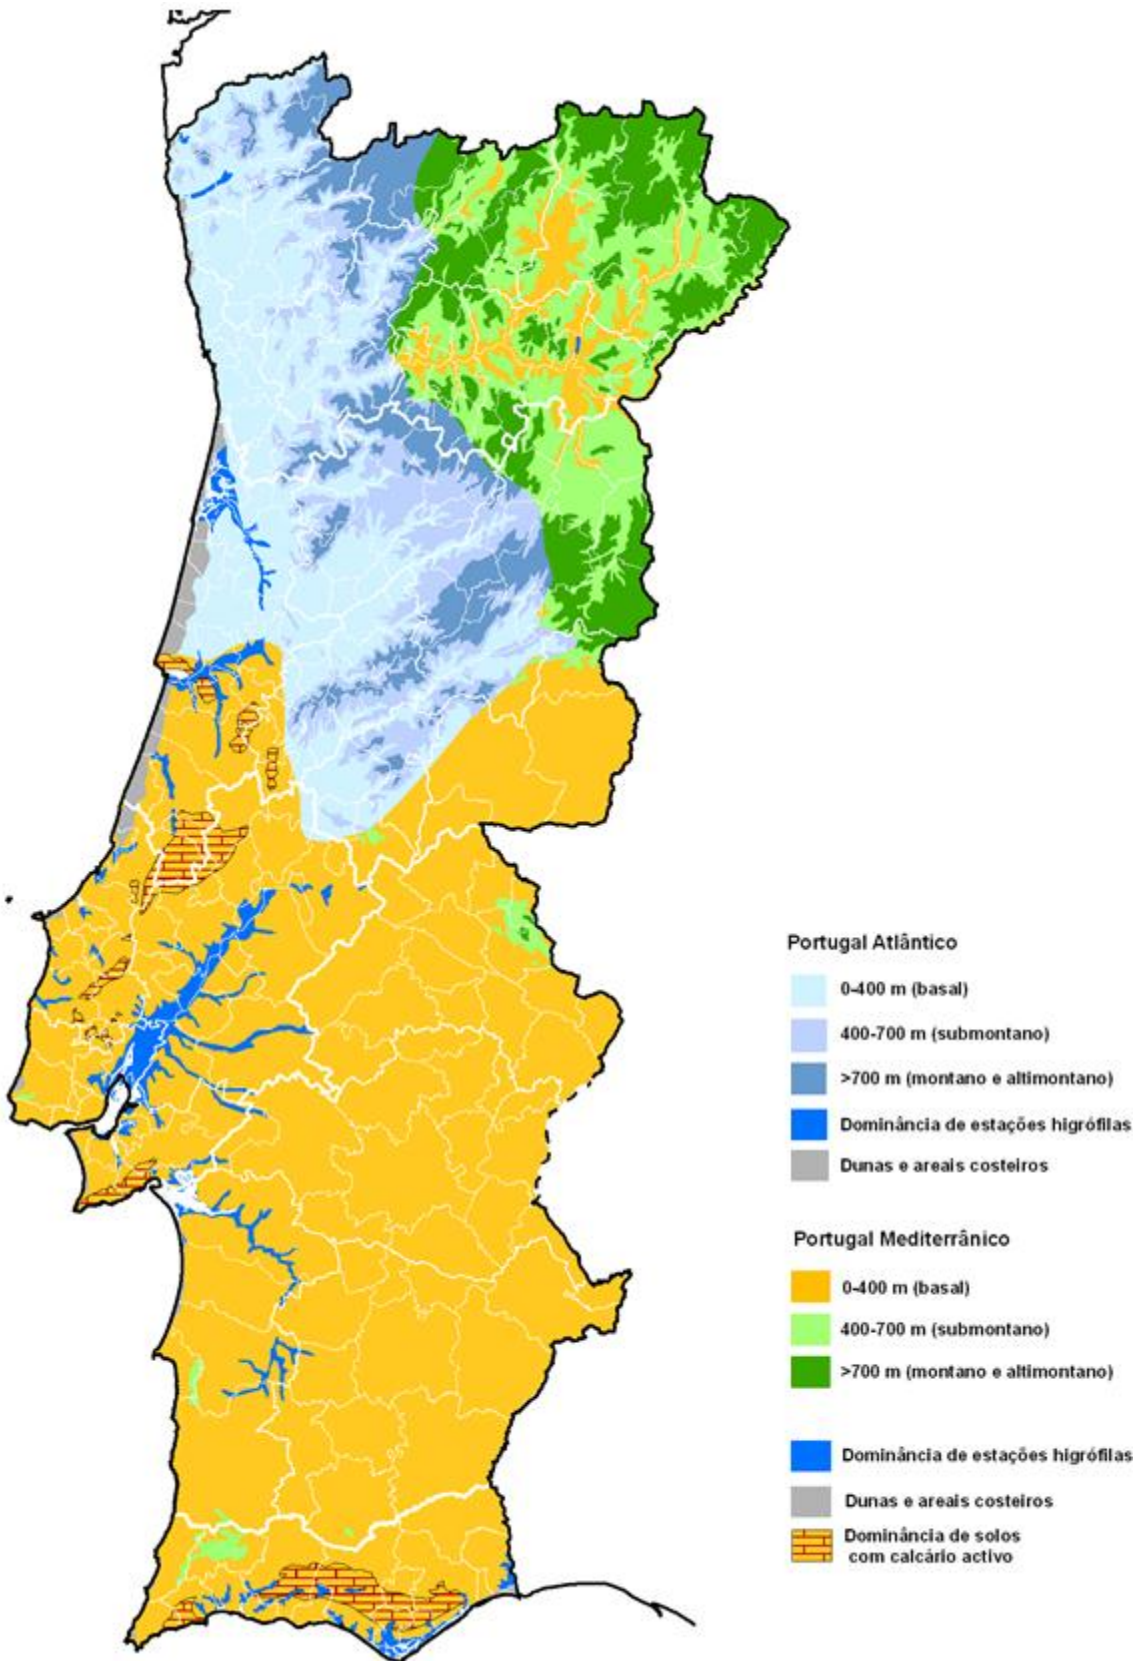 Portugal Atlântico
0-400 m (basal)
400-700 m (submontano)
>700 m (montano e altimontano)
Dominância de estações higrófilas
Dunas e areais costeiros
Portugal Mediterrânico
0-400 m (basal)
400-700 m (submontano)
>700 m (montano e altimontano)
Dominância de estações higrófilas
Dunas e areais costeiros
Dominância de solos
com calcário activo